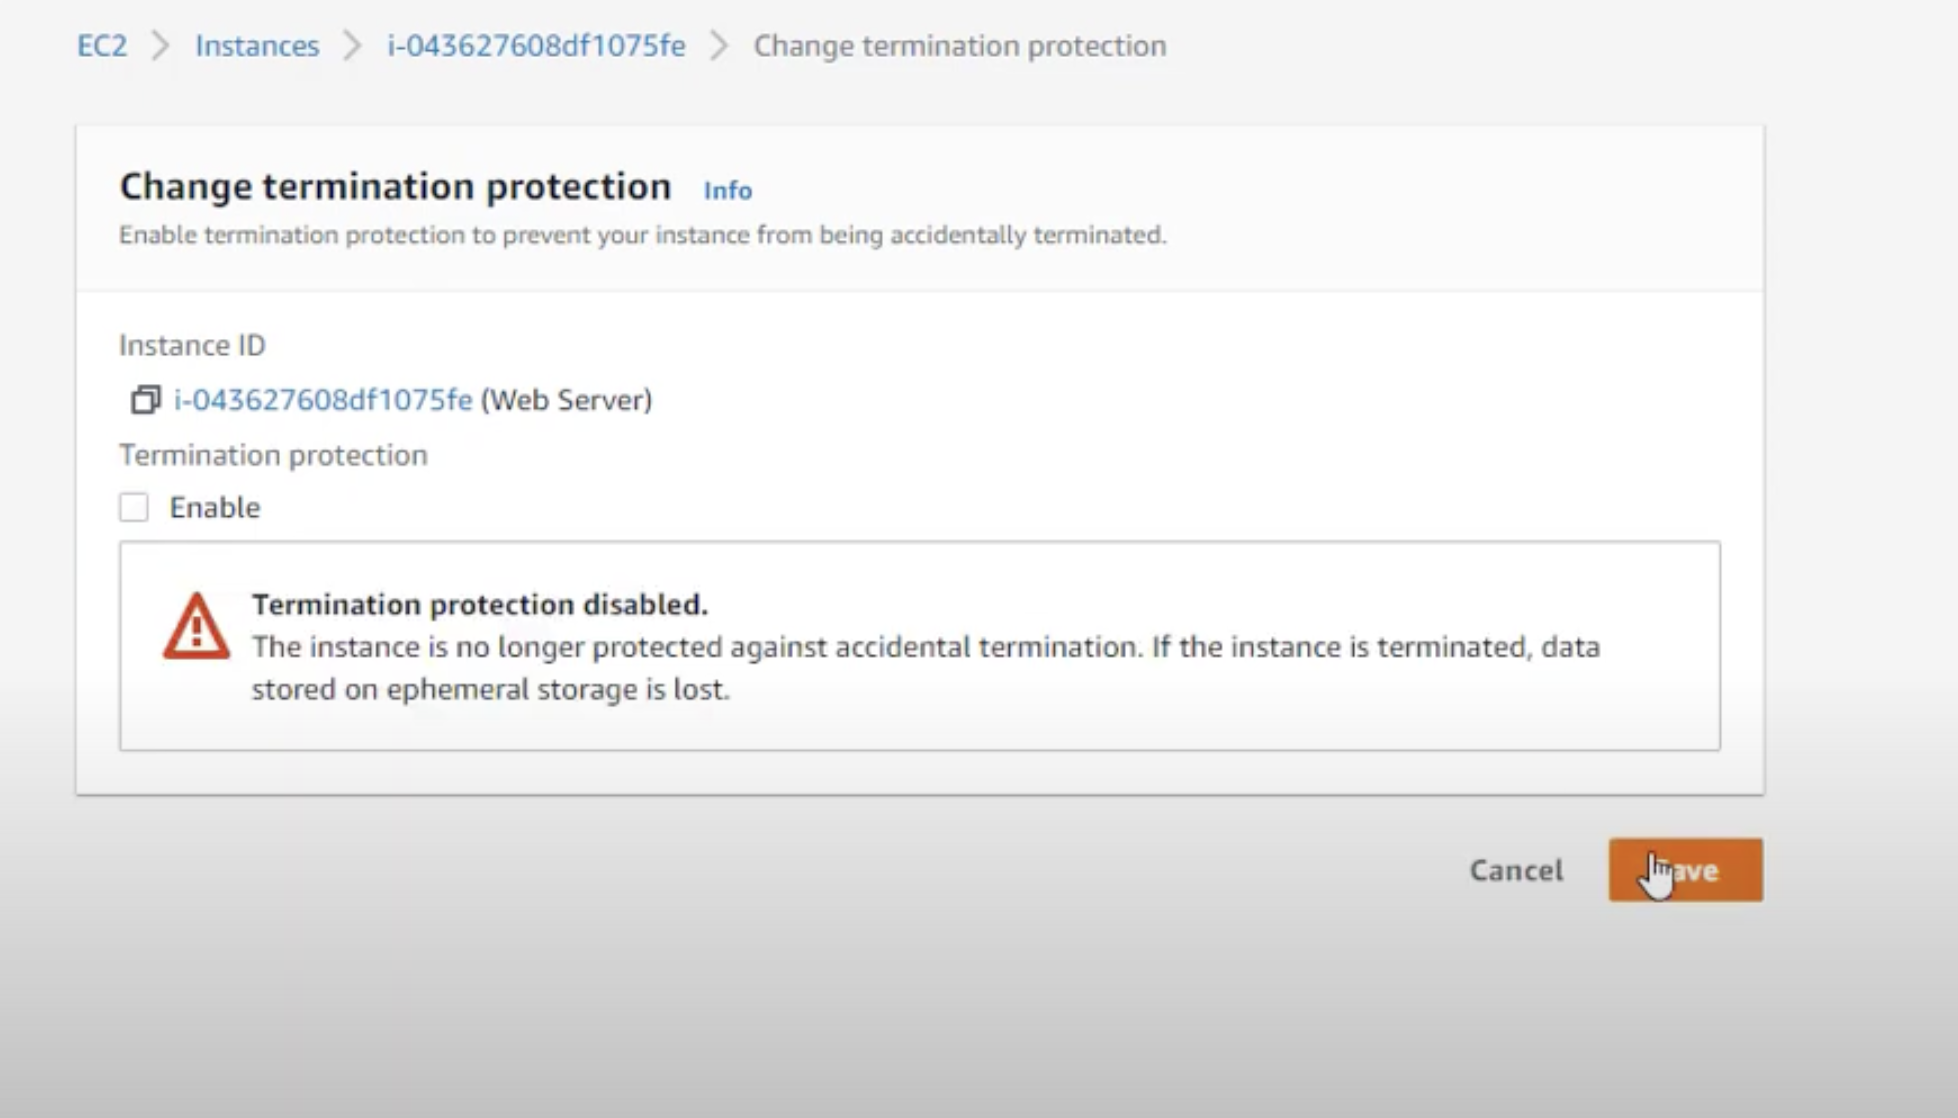 EC2 > Instances > i-043627608df1075fe > Change termination protection
Change termination protection Info
Enable termination protection to prevent your instance from being accidentally terminated.
Instance ID
i-043627608df1075fe (Web Server)
Termination protection
Enable
Termination protection disabled.
The instance is no longer protected against accidental termination. If the instance is terminated, data
stored on ephemeral storage is lost.
Cancel